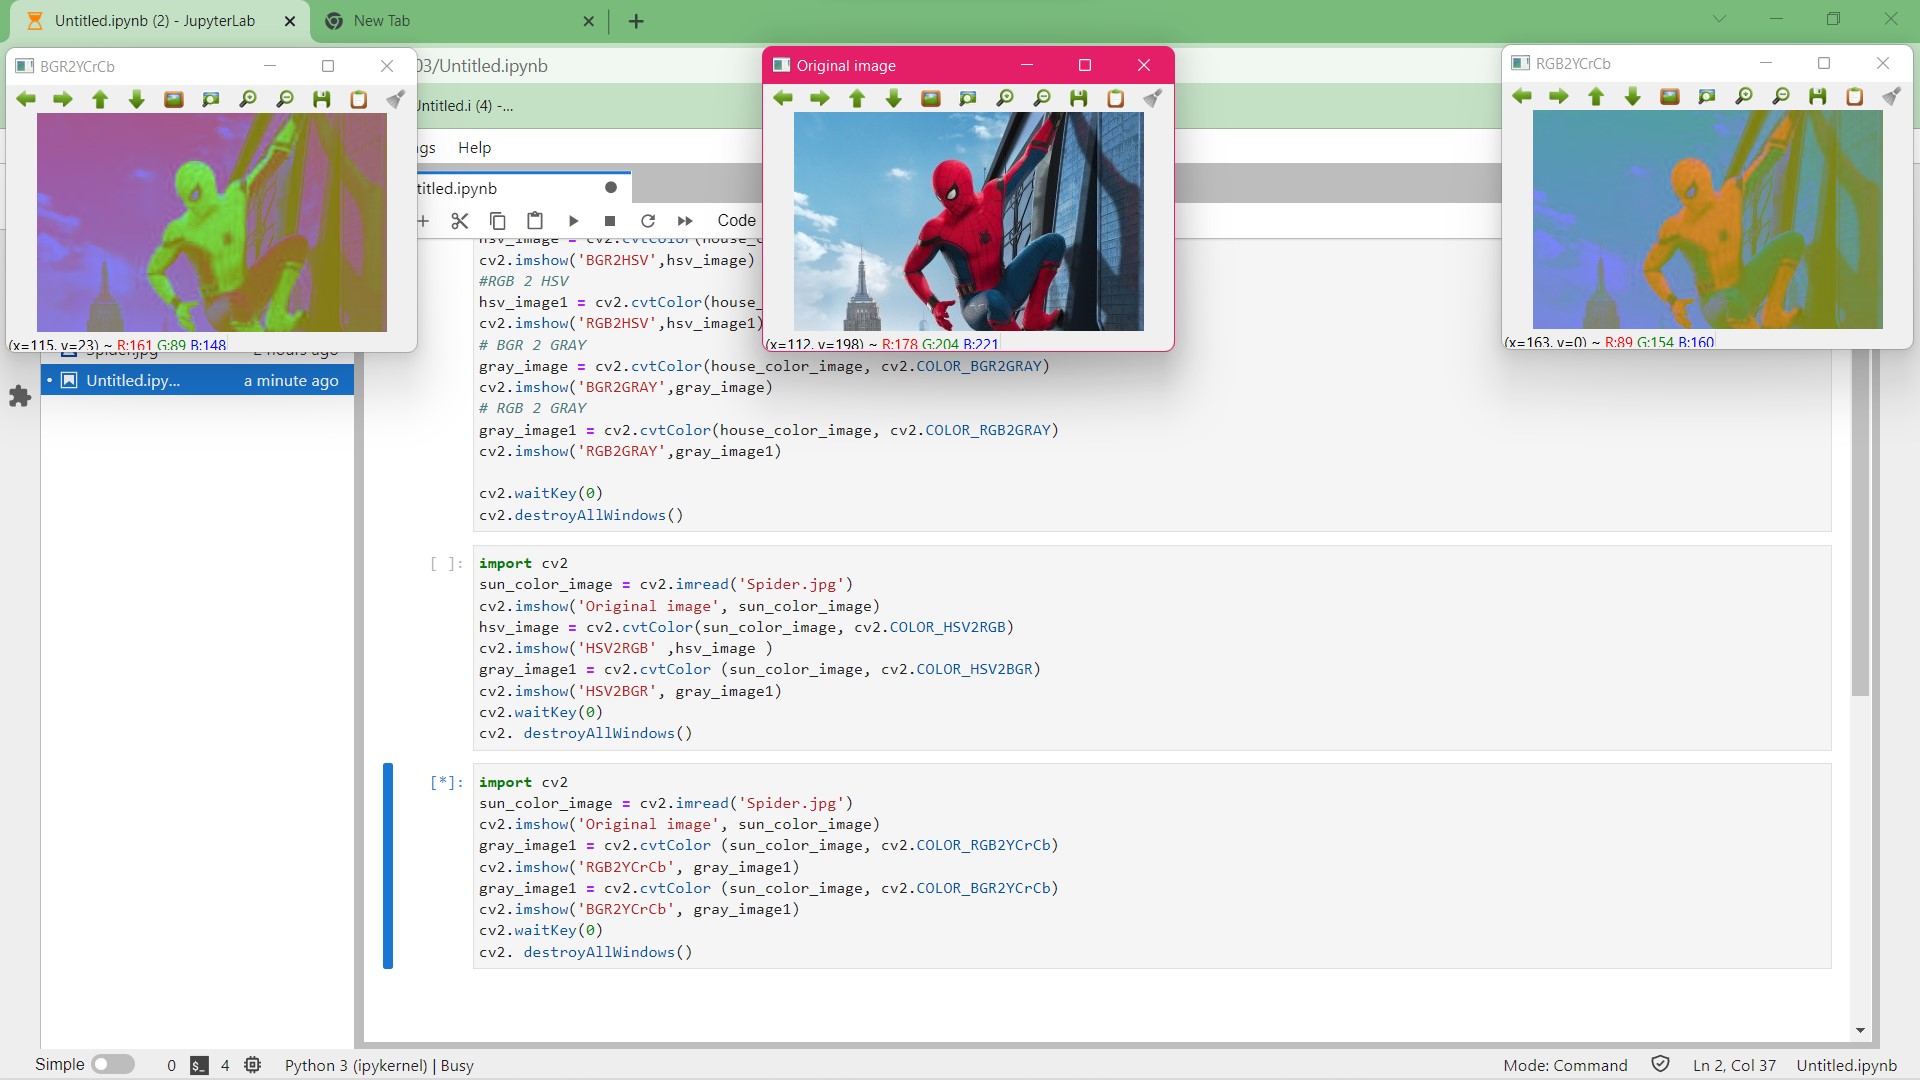 Untitled.ipynb (2) - JupyterLab
New Tab
BGR2YCrCb
03/Untitled.ipynb
Original image
RGB2YCrCb
Untitled.i (4) -...
Help
titled.ipynb
Code
cv2.imshow('BGR2HSV',hsv_image)
#RGB 2 HSV
hsv_image1 = cv2.cvtColor(house_
cv2.imshow('RGB2HSV',hsv_image1)
(x=115, y=23) ~ R:161 G:89 B:148
(x=112, y=198) ~ R:178 G:204 B:221
(x=163, y=0) ~ R:89 G:154 B:160
# BGR 2 GRAY
Spider.jpg 2 hours ago
gray_image = cv2.cvtColor(house_color_image, cv2.COLOR_BGR2GRAY)
Untitled.ipy... a minute ago
cv2.imshow('BGR2GRAY',gray_image)
# RGB 2 GRAY
gray_image1 = cv2.cvtColor(house_color_image, cv2.COLOR_RGB2GRAY)
cv2.imshow('RGB2GRAY',gray_image1)
cv2.waitKey(0)
cv2.destroyAllWindows()
[ ]: import cv2
sun_color_image = cv2.imread('Spider.jpg')
cv2.imshow('Original image', sun_color_image)
hsv_image = cv2.cvtColor(sun_color_image, cv2.COLOR_HSV2RGB)
cv2.imshow('HSV2RGB' ,hsv_image )
gray_image1 = cv2.cvtColor (sun_color_image, cv2.COLOR_HSV2BGR)
cv2.imshow('HSV2BGR', gray_image1)
cv2.waitKey(0)
cv2. destroyAllWindows()
[*]: import cv2
sun_color_image = cv2.imread('Spider.jpg')
cv2.imshow('Original image', sun_color_image)
gray_image1 = cv2.cvtColor (sun_color_image, cv2.COLOR_RGB2YCrCb)
cv2.imshow('RGB2YCrCb', gray_image1)
gray_image1 = cv2.cvtColor (sun_color_image, cv2.COLOR_BGR2YCrCb)
cv2.imshow('BGR2YCrCb', gray_image1)
cv2.waitKey(0)
cv2. destroyAllWindows()
Simple 0 $_ 4 Python 3 (ipykernel) | Busy Mode: Command Ln 2, Col 37 Untitled.ipynb